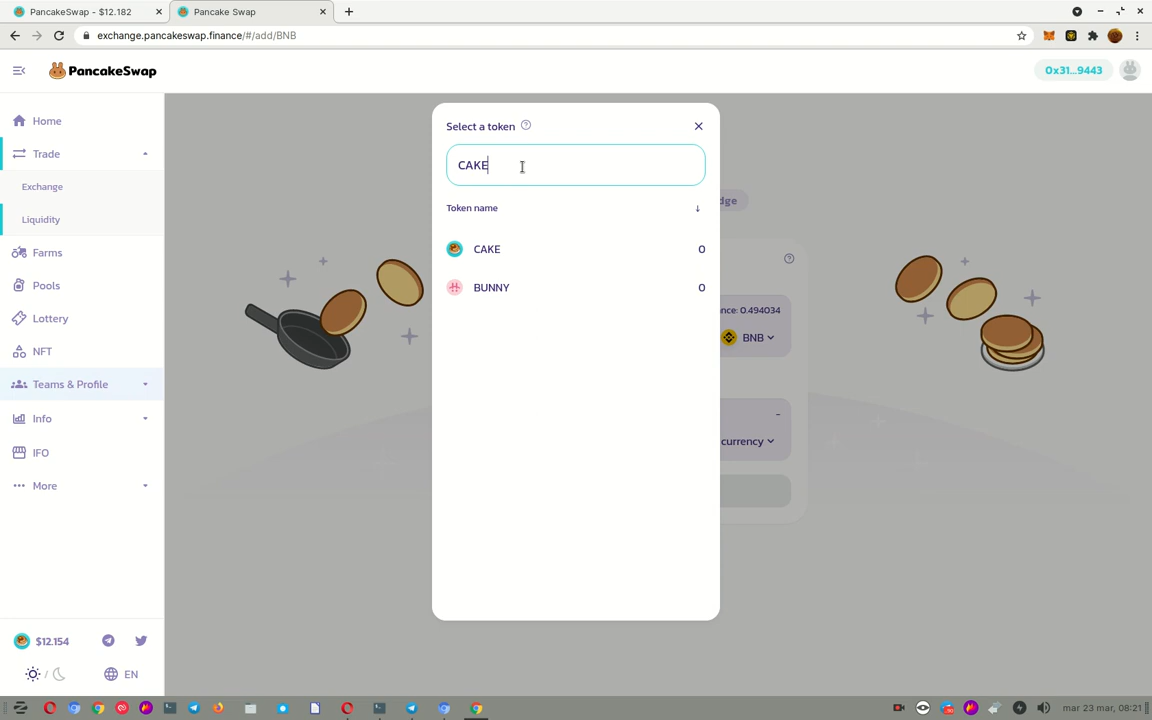 PancakeSwap - $12.182
Pancake Swap
exchange.pancakeswap.finance/#/add/BNB
PancakeSwap
0x31...9443
Home
Trade
Exchange
Liquidity
Farms
Pools
Lottery
NFT
Teams & Profile
Info
IFO
More
$12.154
/
EN
Select a token
CAKE
Token name
CAKE 0
BUNNY 0
dge
nce: 0.494034
BNB
-
currency
mar 23 mar, 08:21